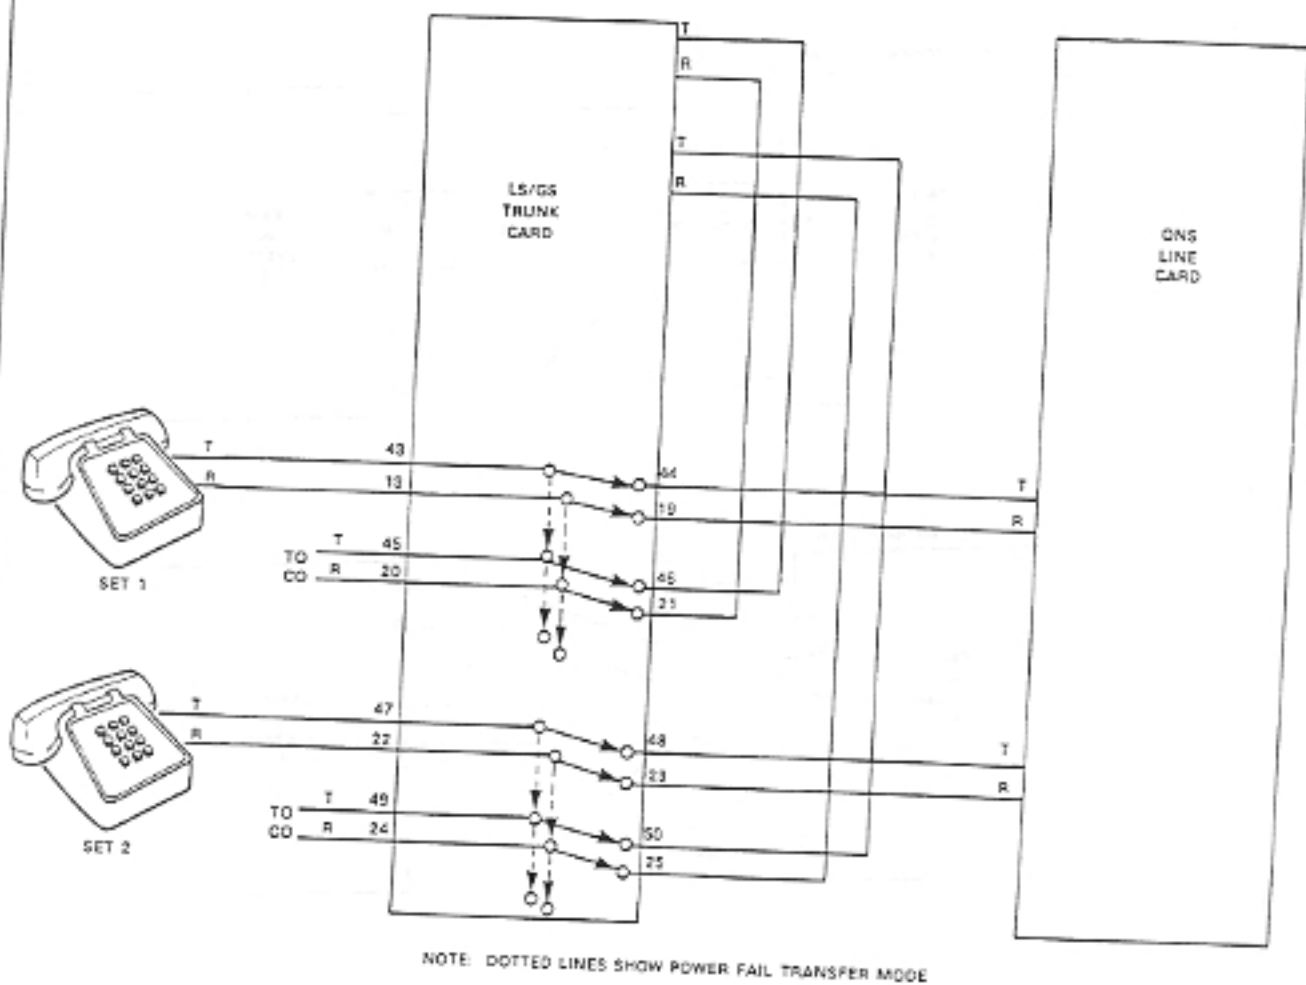 T
R
T
R
LS/GS
TRUNK
CARD
ONS
LINE
CARD
T 43 44 T
R 13 19 R
TO T 45 46
CO R 20 21
SET 1
T 47 48 T
R 22 23 R
TO T 49 50
CO R 24 25
SET 2
NOTE: DOTTED LINES SHOW POWER FAIL TRANSFER MODE